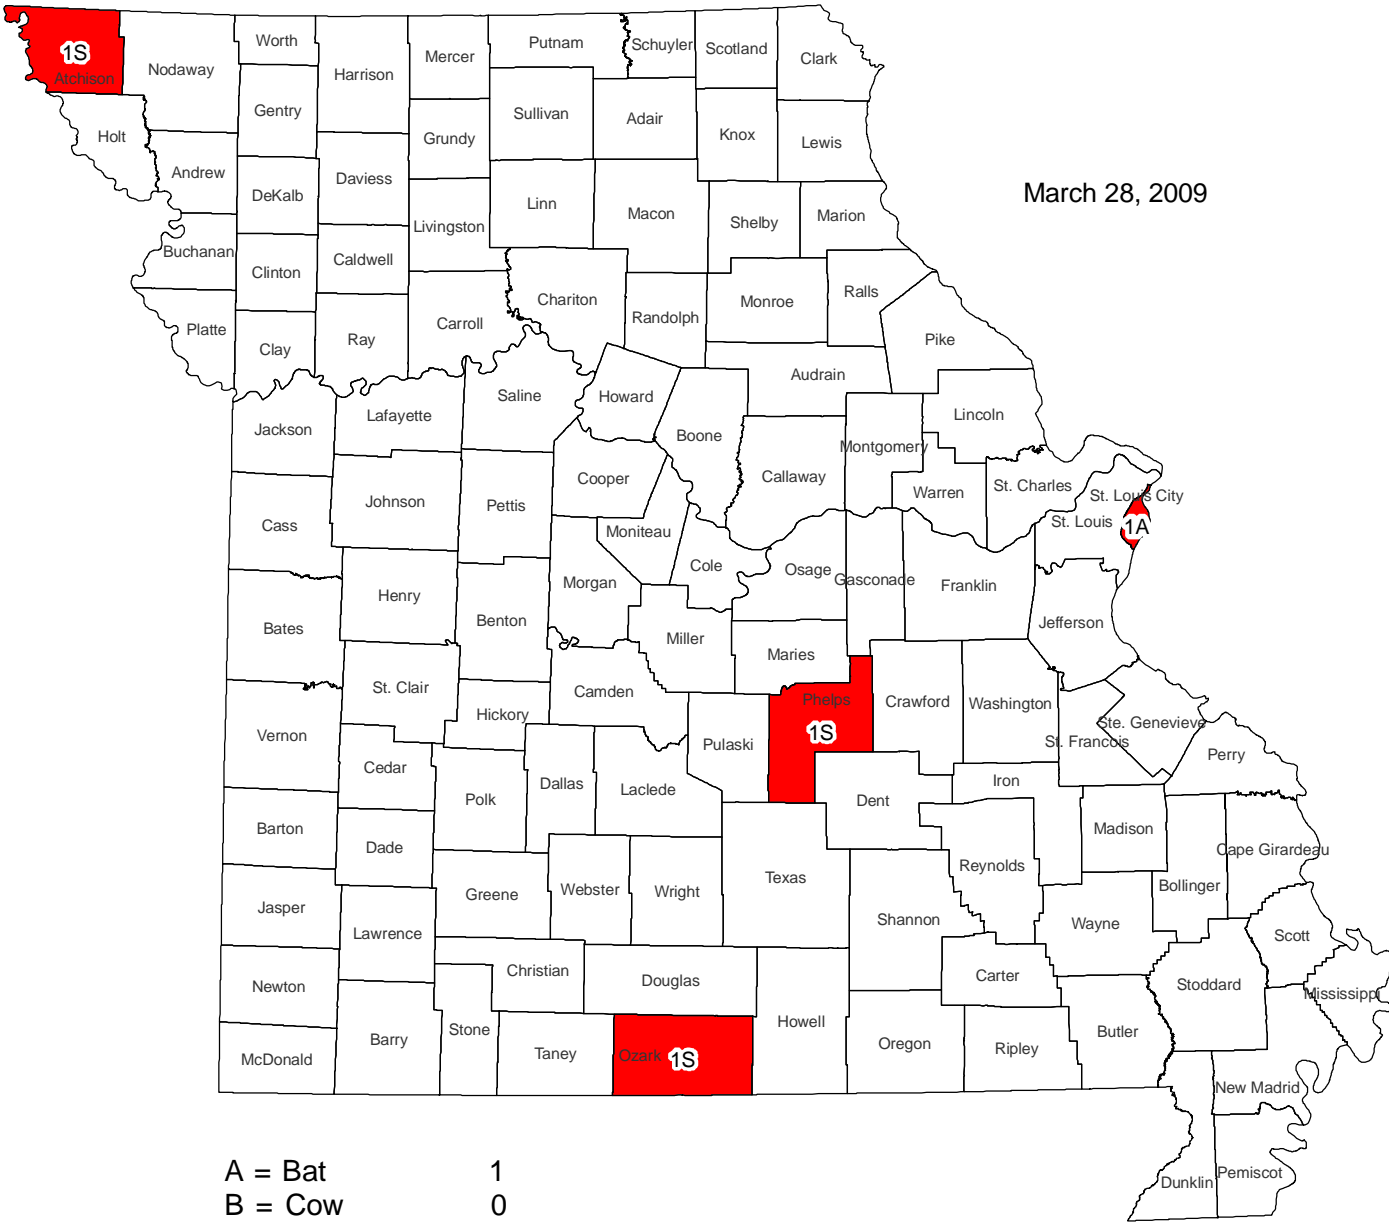 1S
Atchison
Nodaway
Worth
Harrison
Mercer
Putnam
Schuyler
Scotland
Clark
Gentry
Sullivan
Adair
Knox
Lewis
Holt
Grundy
Andrew
DeKalb
Daviess
March 28, 2009
Linn
Macon
Shelby
Marion
Livingston
Buchanan
Clinton
Caldwell
Chariton
Randolph
Monroe
Ralls
Platte
Clay
Ray
Carroll
Pike
Audrain
Saline
Howard
Lafayette
Lincoln
Jackson
Boone
Montgomery
Cooper
Callaway
St. Charles
Warren
St. Louis City
Johnson
Pettis
St. Louis
1A
Cass
Moniteau
Cole
Osage
Gasconade
Franklin
Morgan
Henry
Benton
Bates
Miller
Jefferson
Maries
St. Clair
Camden
Phelps
1S
Crawford
Washington
Hickory
Ste. Genevieve
St. Francois
Vernon
Pulaski
Perry
Cedar
Polk
Dallas
Laclede
Iron
Dent
Barton
Dade
Madison
Cape Girardeau
Reynolds
Texas
Bollinger
Greene
Webster
Wright
Jasper
Shannon
Wayne
Lawrence
Scott
Christian
Douglas
Carter
Newton
Stoddard
Mississippi
Howell
Stone
Barry
Butler
Oregon
Ripley
Taney
McDonald
Ozark
1S
New Madrid
Pemiscot
Dunklin
A = Bat 1
B = Cow 0